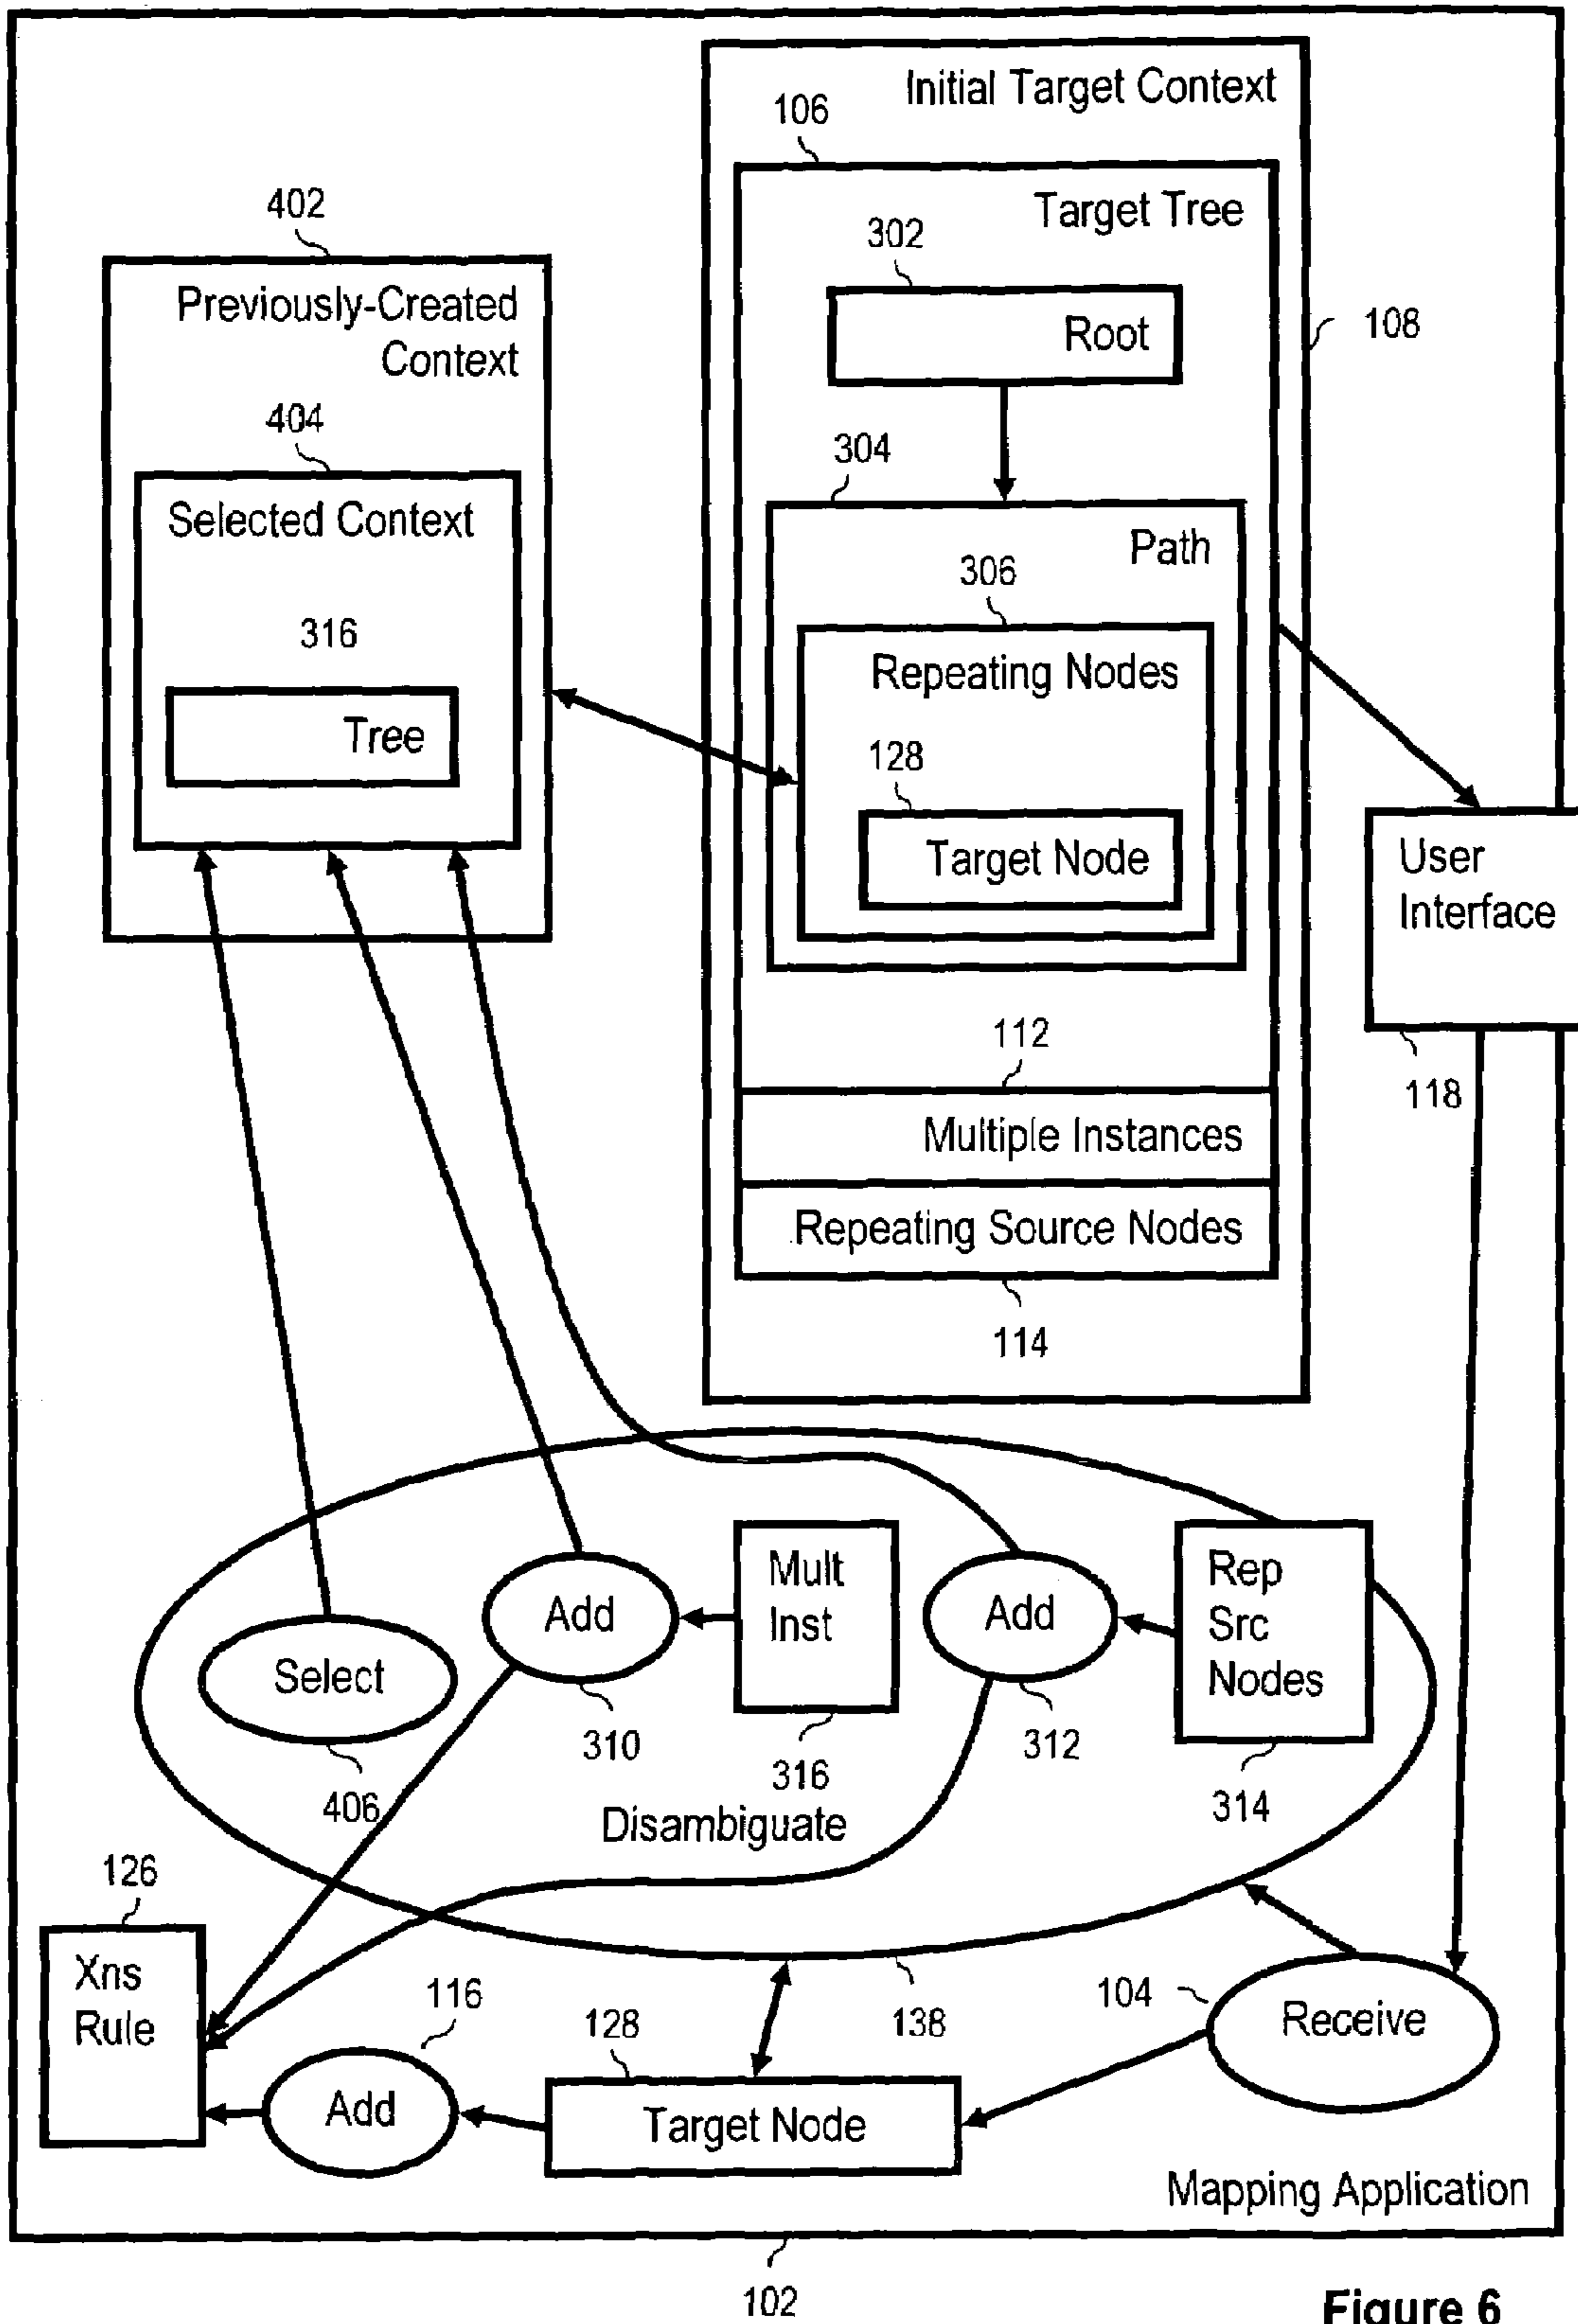 Initial Target Context
106
Target Tree
402
302
Previously-Created
Context
Root
108
404
304
Selected Context
Path
306
316
Repeating Nodes
Tree
128
Target Node
User
Interface
112
118
Multiple Instances
Repeating Source Nodes
114
Mult
Inst
Rep
Src
Nodes
Add
Add
Select
310
316
312
314
406
Disambiguate
126
Xns
Rule
116
128
138
104
Receive
Add
Target Node
Mapping Application
102
Figure 6